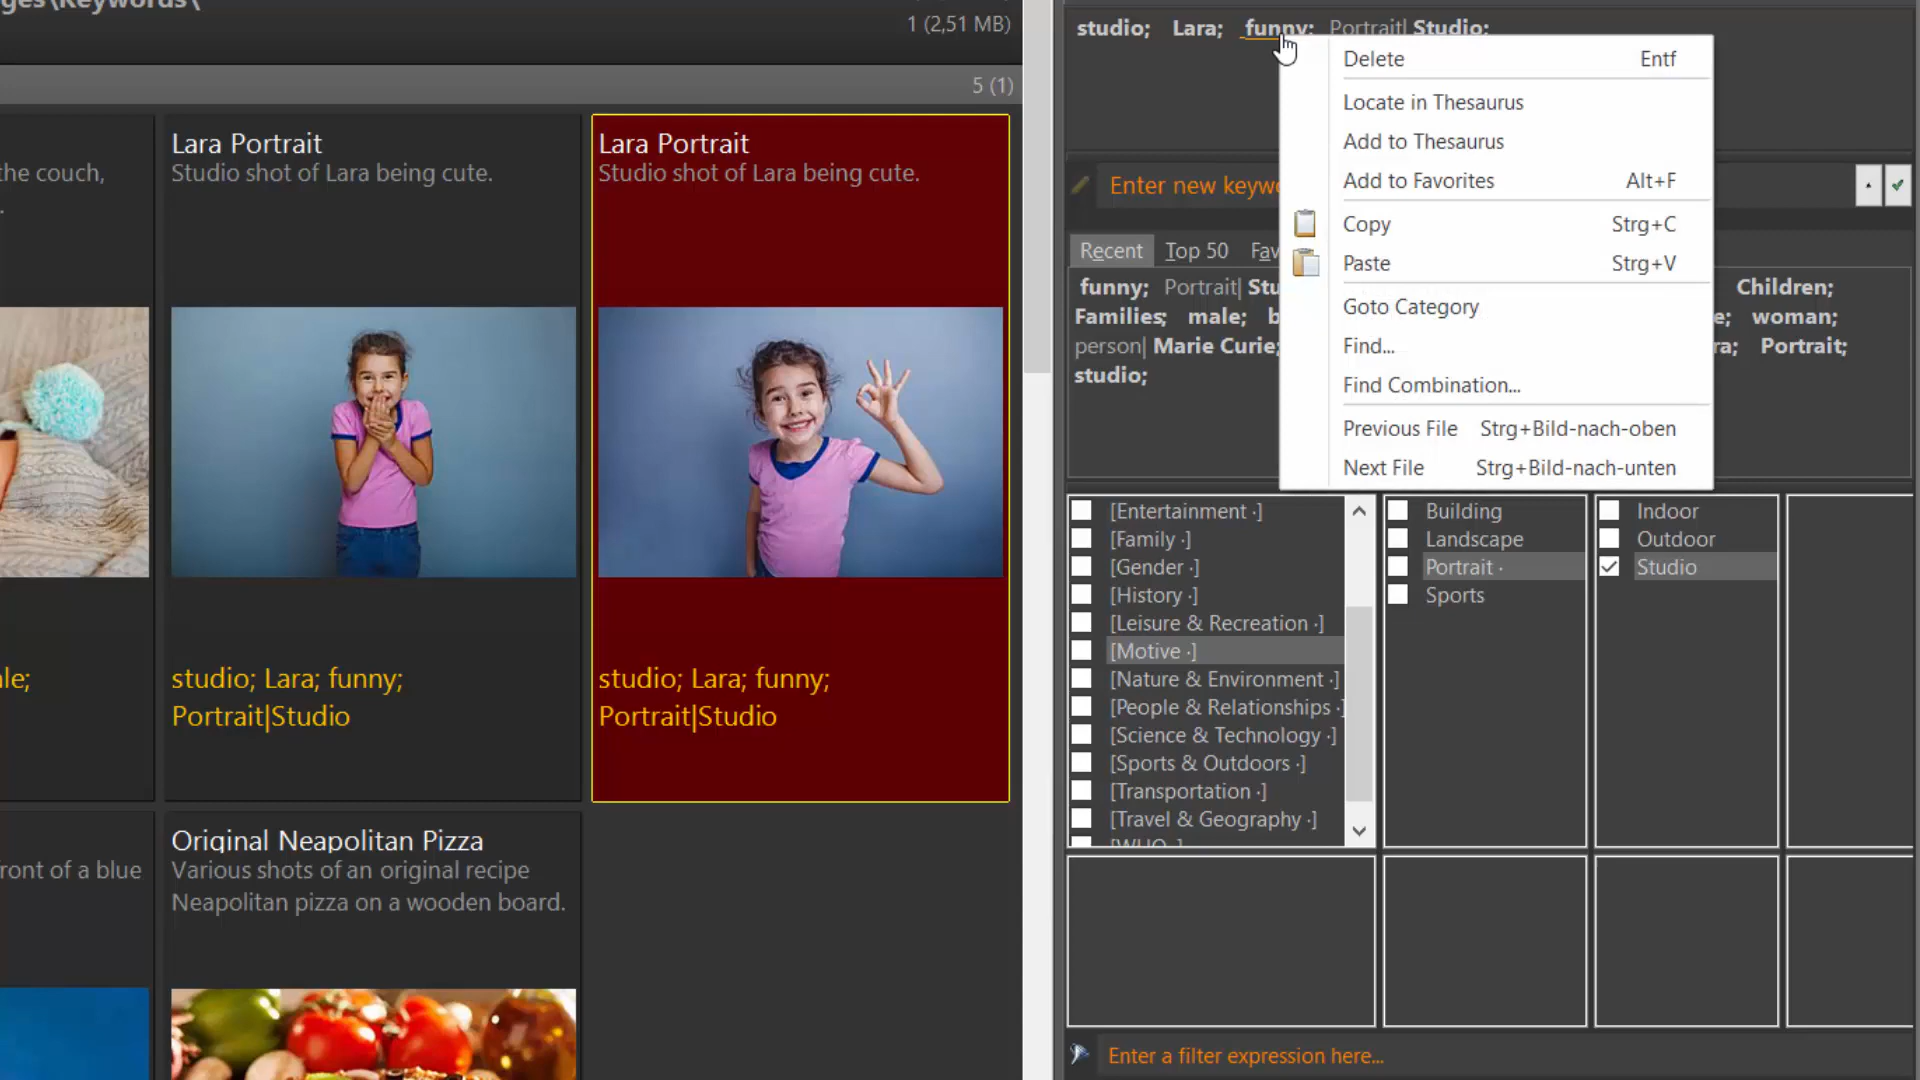 ges\Keywords\
1 (2,51 MB)
5 (1)
the couch,
.
Lara Portrait
Studio shot of Lara being cute.
Lara Portrait
Studio shot of Lara being cute.
ale;
studio; Lara; funny;
Portrait|Studio
studio; Lara; funny;
Portrait|Studio
ront of a blue
Original Neapolitan Pizza
Various shots of an original recipe
Neapolitan pizza on a wooden board.
studio; Lara; funny; Portrait| Studio;
Delete Entf
Locate in Thesaurus
Add to Thesaurus
Add to Favorites Alt+F
Copy Strg+C
Paste Strg+V
Goto Category
Find...
Find Combination...
Previous File Strg+Bild-nach-oben
Next File Strg+Bild-nach-unten
Enter new keyw
Recent Top 50 Fav
funny; Portrait| Stu Children;
Families; male; b e; woman;
person| Marie Curie; ra; Portrait;
studio;
[Entertainment ·]
[Family ·]
[Gender ·]
[History ·]
[Leisure & Recreation ·]
[Motive ·]
[Nature & Environment ·]
[People & Relationships ·]
[Science & Technology ·]
[Sports & Outdoors ·]
[Transportation ·]
[Travel & Geography ·]
[WHO ·]
Building
Landscape
Portrait ·
Sports
Indoor
Outdoor
Studio
Enter a filter expression here...